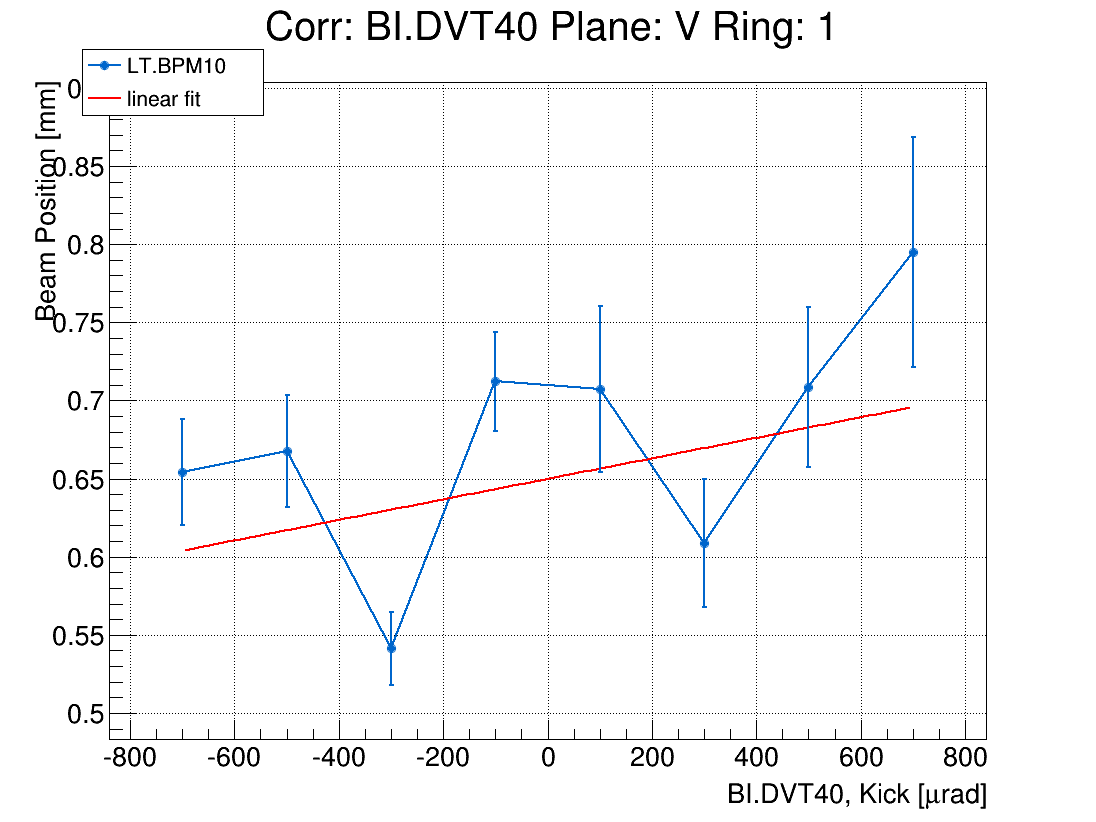 Corr: BI.DVT40 Plane: V Ring: 1
LT.BPM10
linear fit
Beam Position [mm]
0.85
0.8
0.75
0.7
0.65
0.6
0.55
0.5
-800 -600 -400 -200 0 200 400 600 800
BI.DVT40, Kick [μrad]